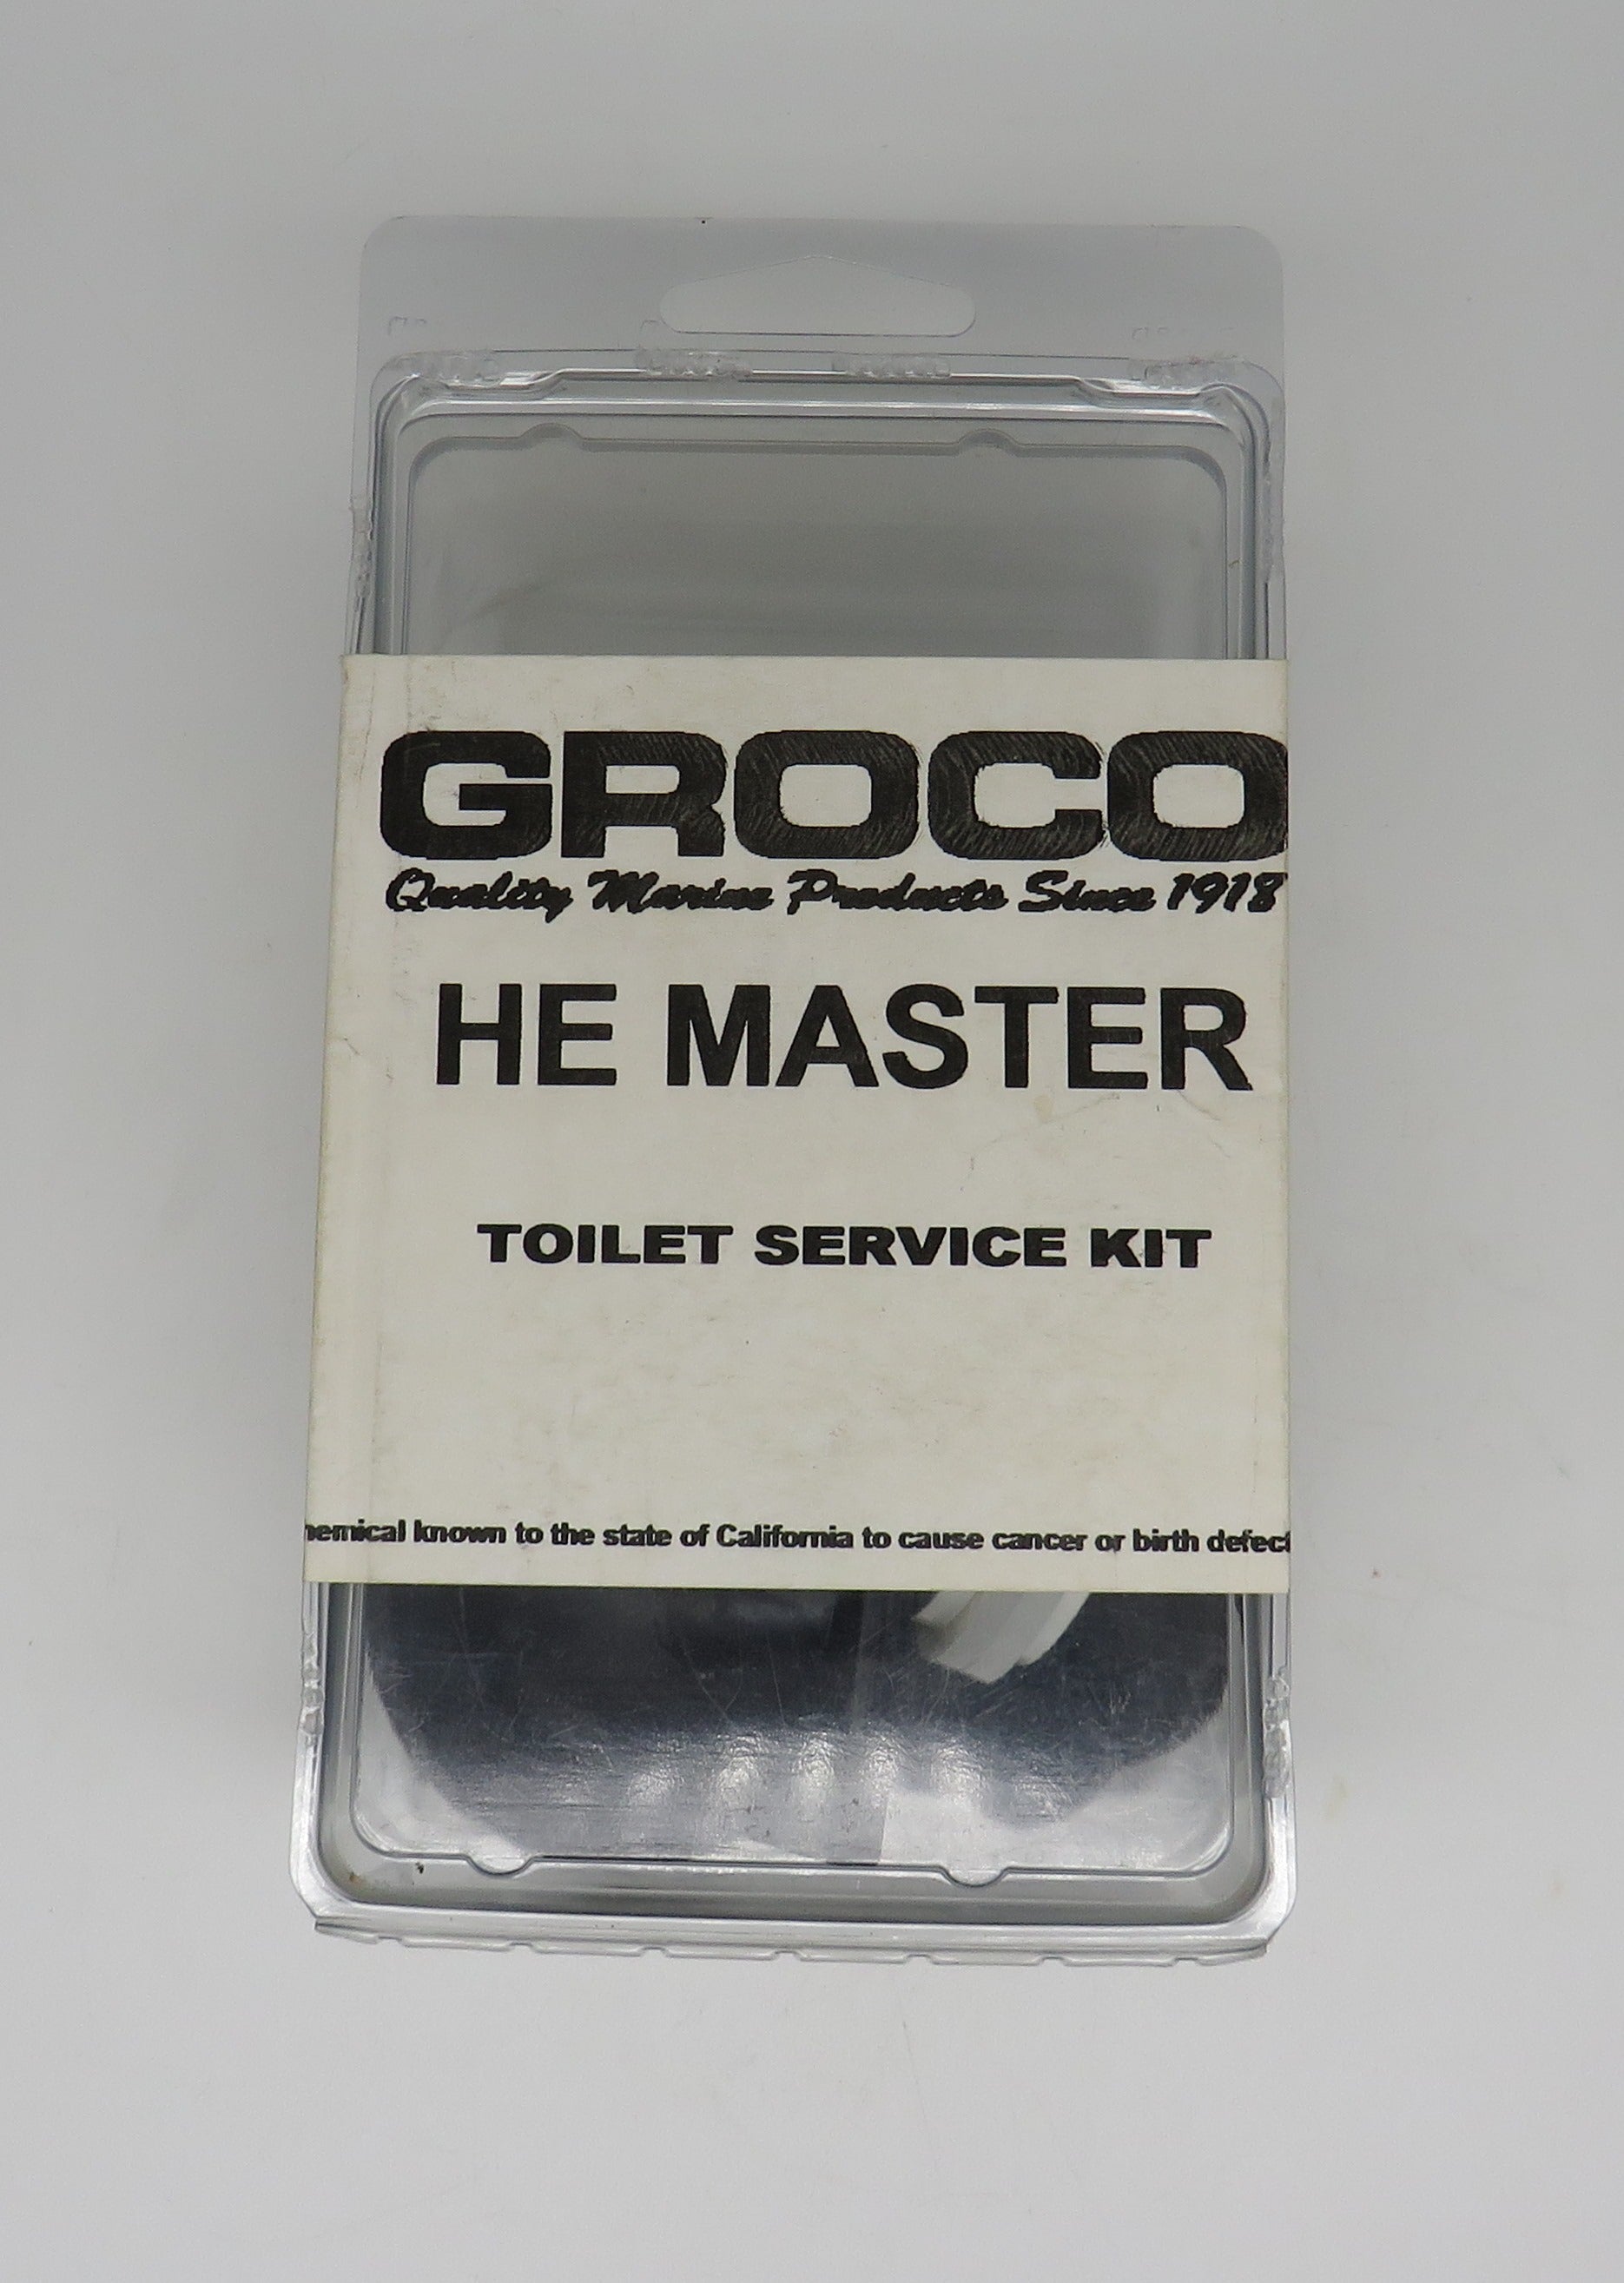 GROCO
Quality Marine Products Since 1918
HE MASTER
TOILET SERVICE KIT
hemical known to the state of California to cause cancer or birth defect